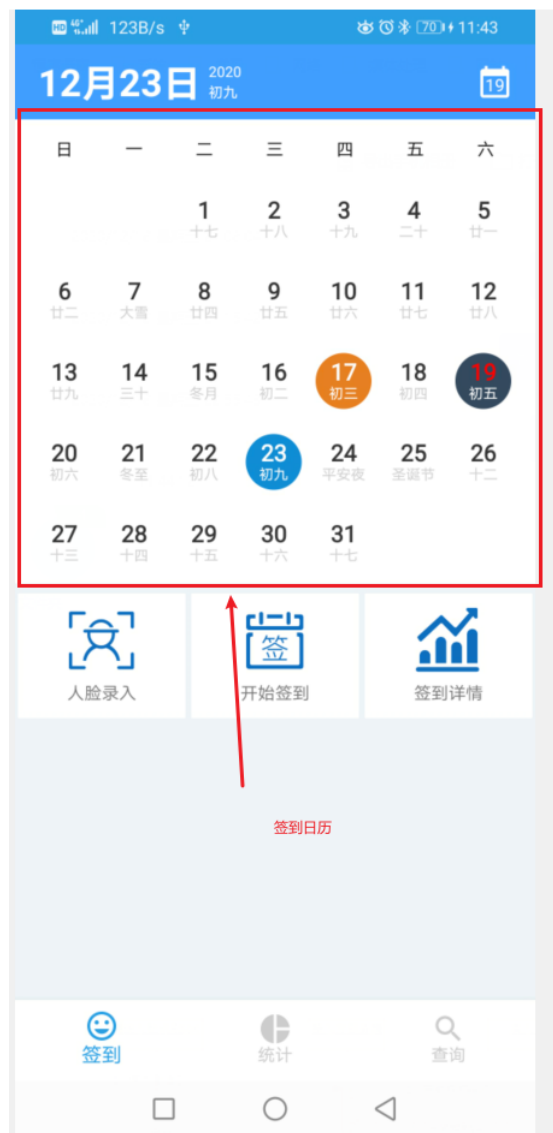 HD 4G 123B/s 70 11:43
12月23日 2020 初九 19
日 一 二 三 四 五 六
1 2 3 4 5
十七 十八 十九 二十 廿一
6 7 8 9 10 11 12
廿二 大雪 廿四 廿五 廿六 廿七 廿八
13 14 15 16 17 18 19
廿九 三十 冬月 初二 初三 初四 初五
20 21 22 23 24 25 26
初六 冬至 初八 初九 平安夜 圣诞节 十二
27 28 29 30 31
十三 十四 十五 十六 十七
签
人脸录入 开始签到 签到详情
签到日历
签到 统计 查询